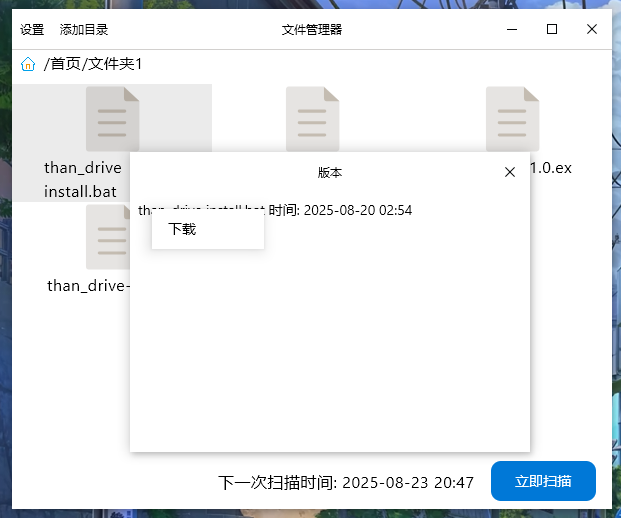 设置 添加目录 文件管理器
/首页/文件夹1
than_drive
install.bat
1.0.ex
版本
than_drive install.bat 时间: 2025-08-20 02:54
下载
than_drive-
下一次扫描时间: 2025-08-23 20:47 立即扫描